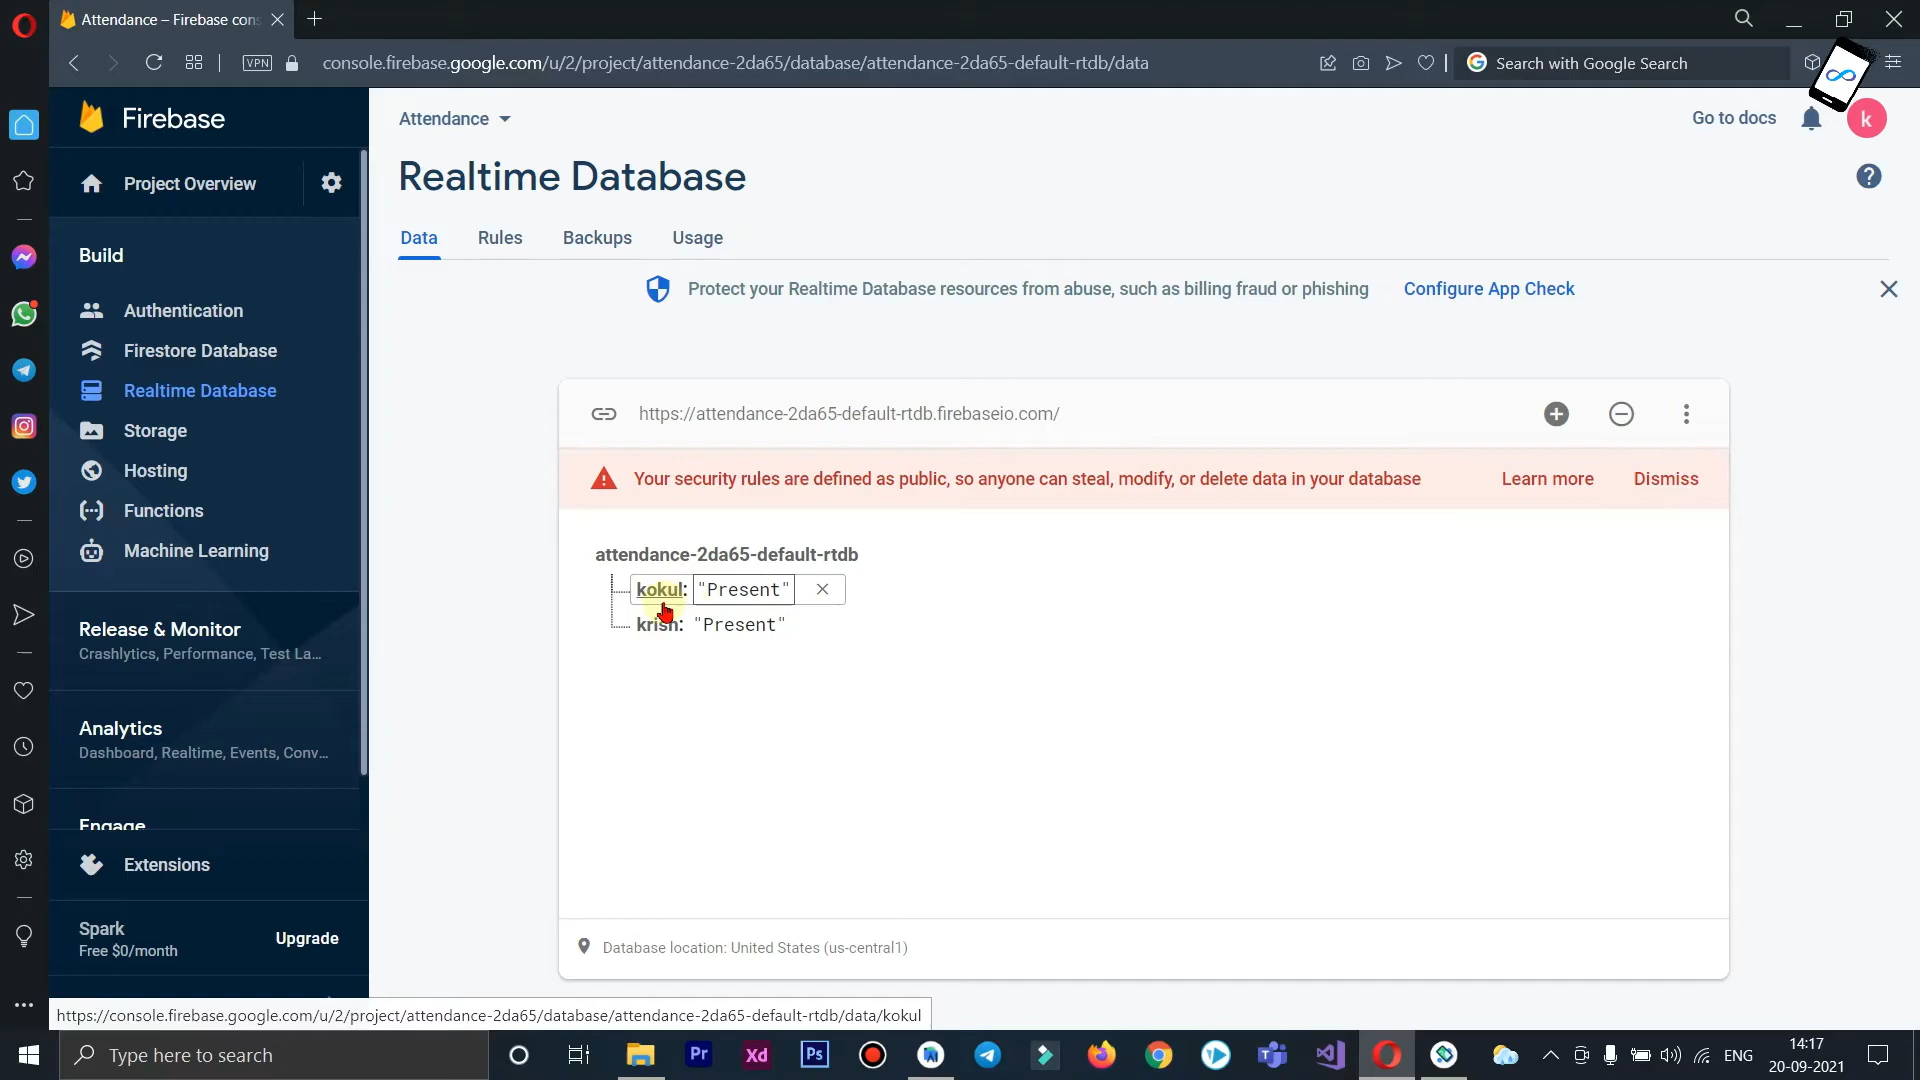 Attendance – Firebase cons
VPN
console.firebase.google.com/u/2/project/attendance-2da65/database/attendance-2da65-default-rtdb/data
Search with Google Search
Firebase
Attendance
Go to docs
k
Project Overview
Realtime Database
Data
Rules
Backups
Usage
Build
Protect your Realtime Database resources from abuse, such as billing fraud or phishing
Configure App Check
Authentication
Firestore Database
Realtime Database
Storage
Hosting
Functions
Machine Learning
https://attendance-2da65-default-rtdb.firebaseio.com/
Your security rules are defined as public, so anyone can steal, modify, or delete data in your database
Learn more
Dismiss
attendance-2da65-default-rtdb
kokul: "Present"
krish: "Present"
Release & Monitor
Crashlytics, Performance, Test La...
Analytics
Dashboard, Realtime, Events, Conv...
Engage
Extensions
Spark
Free $0/month
Upgrade
Database location: United States (us-central1)
https://console.firebase.google.com/u/2/project/attendance-2da65/database/attendance-2da65-default-rtdb/data/kokul
Type here to search
Pr
Xd
Ps
ENG
14:17
20-09-2021